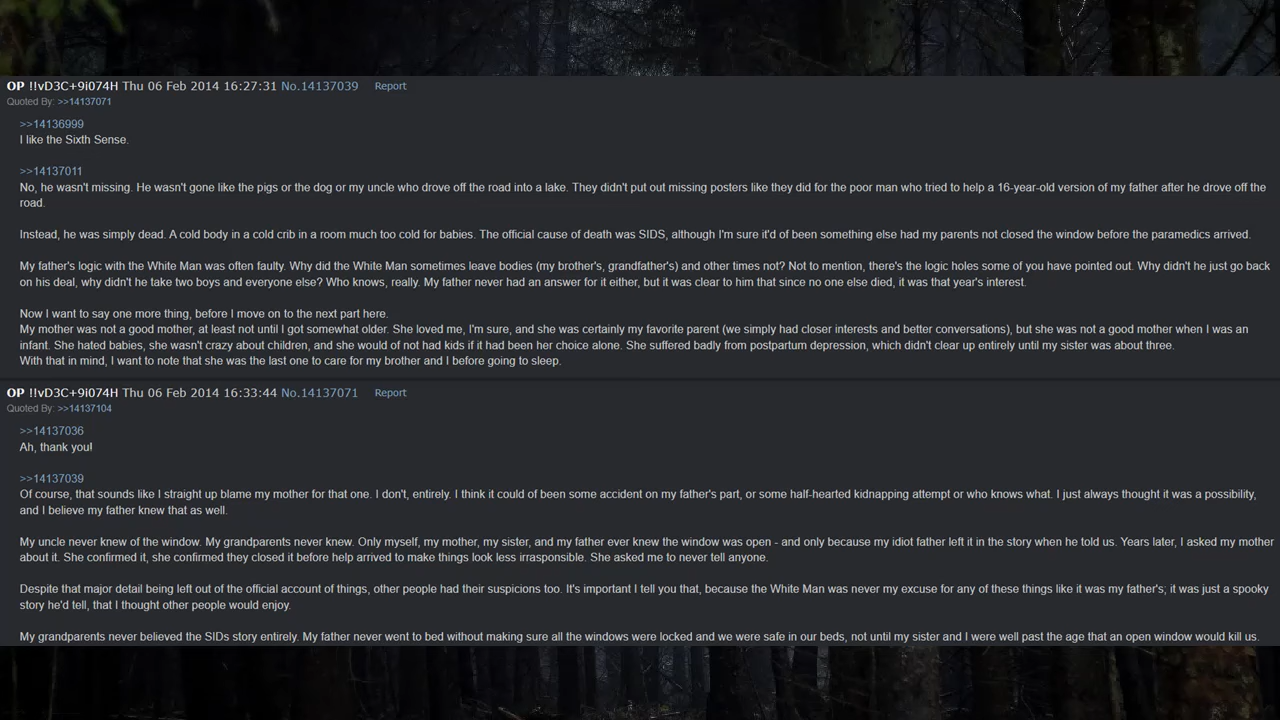 OP !!vD3C+9i074H Thu 06 Feb 2014 16:27:31 No.14137039 Report
Quoted By: >>14137071
>>14136999
I like the Sixth Sense.
>>14137011
No, he wasn't missing. He wasn't gone like the pigs or the dog or my uncle who drove off the road into a lake. They didn't put out missing posters like they did for the poor man who tried to help a 16-year-old version of my father after he drove off the
road.
Instead, he was simply dead. A cold body in a cold crib in a room much too cold for babies. The official cause of death was SIDS, although I'm sure it'd of been something else had my parents not closed the window before the paramedics arrived.
My father's logic with the White Man was often faulty. Why did the White Man sometimes leave bodies (my brother's, grandfather's) and other times not? Not to mention, there's the logic holes some of you have pointed out. Why didn't he just go back
on his deal, why didn't he take two boys and everyone else? Who knows, really. My father never had an answer for it either, but it was clear to him that since no one else died, it was that year's interest.
Now I want to say one more thing, before I move on to the next part here.
My mother was not a good mother, at least not until I got somewhat older. She loved me, I'm sure, and she was certainly my favorite parent (we simply had closer interests and better conversations), but she was not a good mother when I was an
infant. She hated babies, she wasn't crazy about children, and she would of not had kids if it had been her choice alone. She suffered badly from postpartum depression, which didn't clear up entirely until my sister was about three.
With that in mind, I want to note that she was the last one to care for my brother and I before going to sleep.
OP !!vD3C+9i074H Thu 06 Feb 2014 16:33:44 No.14137071 Report
Quoted By: >>14137104
>>14137036
Ah, thank you!
>>14137039
Of course, that sounds like I straight up blame my mother for that one. I don't, entirely. I think it could of been some accident on my father's part, or some half-hearted kidnapping attempt or who knows what. I just always thought it was a possibility,
and I believe my father knew that as well.
My uncle never knew of the window. My grandparents never knew. Only myself, my mother, my sister, and my father ever knew the window was open - and only because my idiot father left it in the story when he told us. Years later, I asked my mother
about it. She confirmed it, she confirmed they closed it before help arrived to make things look less irrasponsible. She asked me to never tell anyone.
Despite that major detail being left out of the official account of things, other people had their suspicions too. It's important I tell you that, because the White Man was never my excuse for any of these things like it was my father's; it was just a spooky
story he'd tell, that I thought other people would enjoy.
My grandparents never believed the SIDs story entirely. My father never went to bed without making sure all the windows were locked and we were safe in our beds, not until my sister and I were well past the age that an open window would kill us.